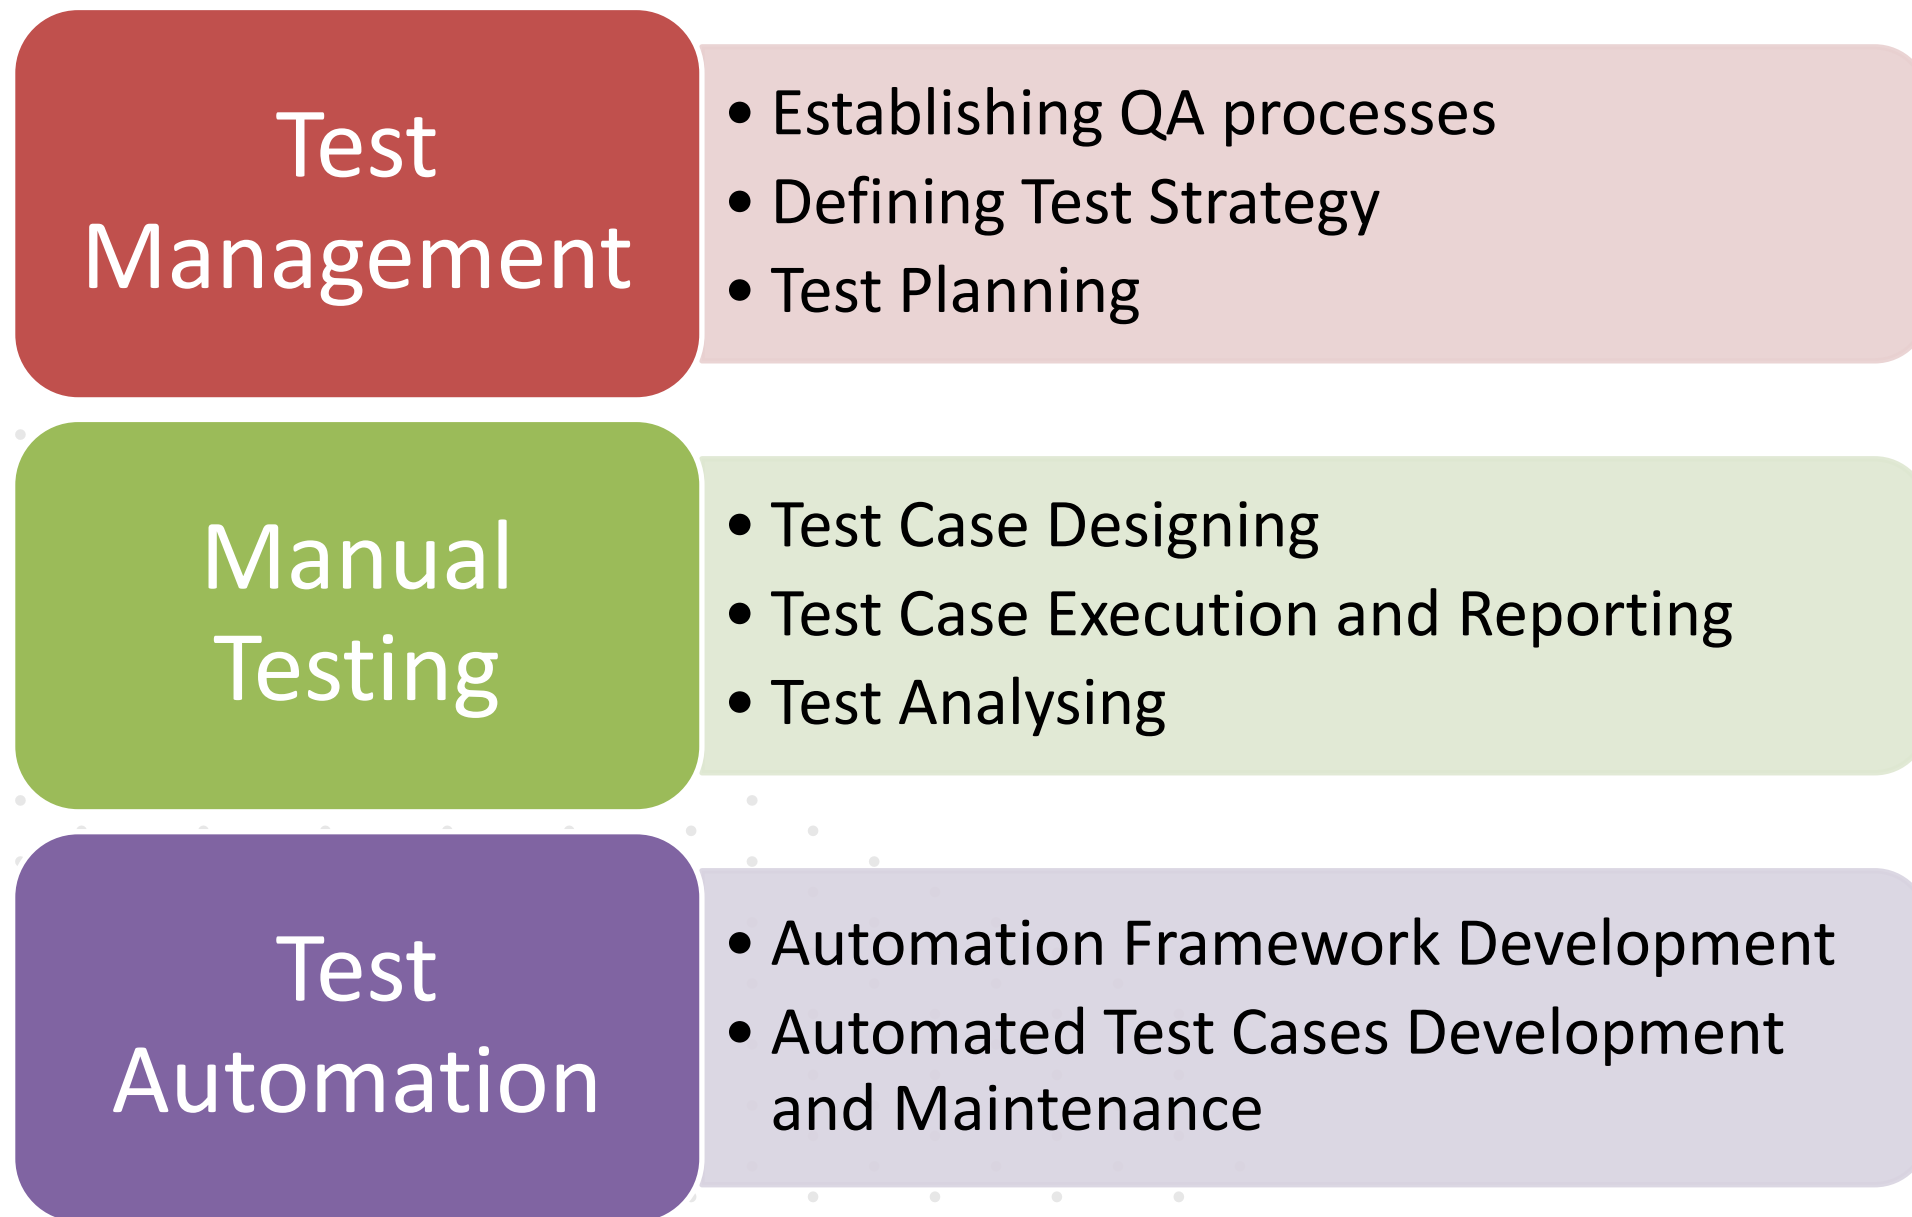 Test
Management
• Establishing QA processes
• Defining Test Strategy
• Test Planning
Manual
Testing
• Test Case Designing
• Test Case Execution and Reporting
• Test Analysing
Test
Automation
• Automation Framework Development
• Automated Test Cases Development
and Maintenance